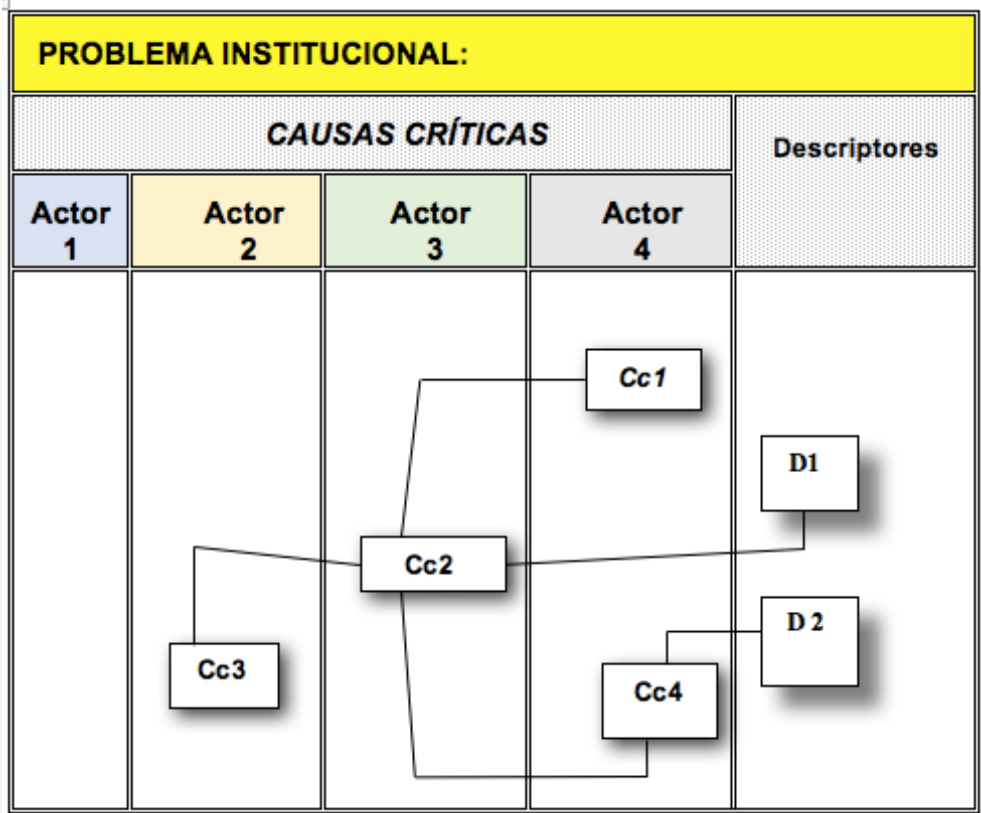 PROBLEMA INSTITUCIONAL:
CAUSAS CRÍTICAS
Descriptores
Actor
1
Actor
2
Actor
3
Actor
4
Cc1
D1
Cc2
D 2
Cc3
Cc4